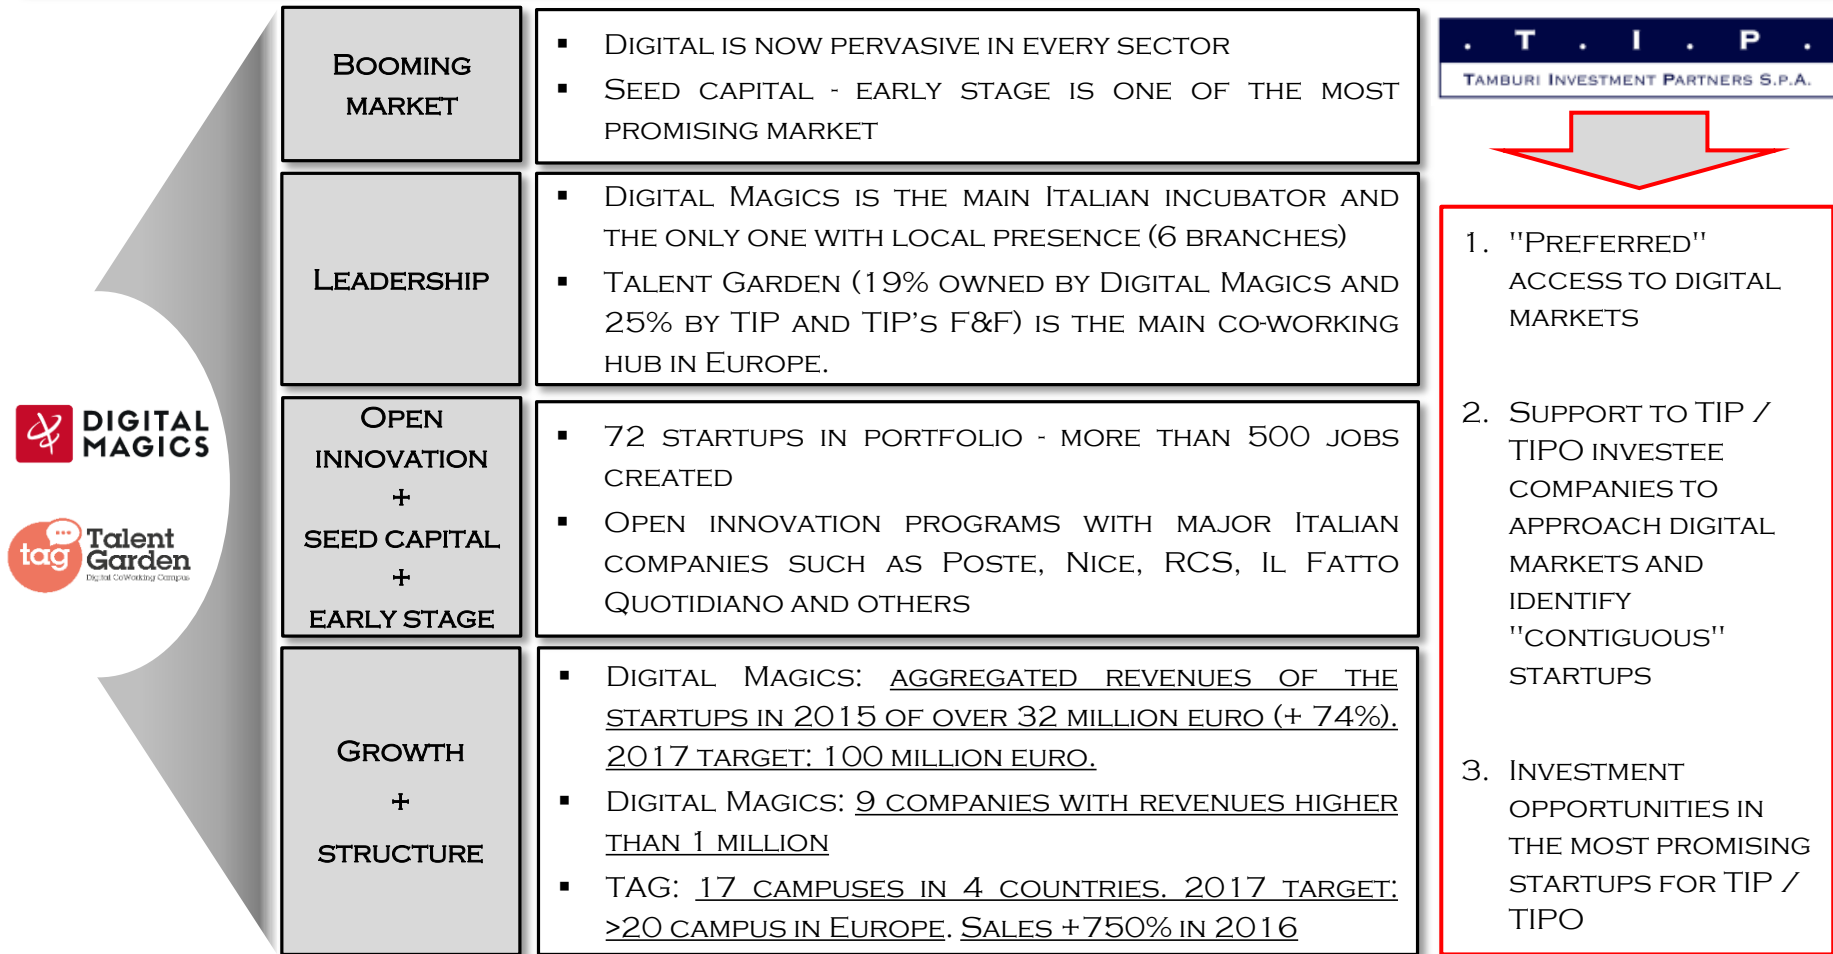 DIGITAL
MAGICS
tag
Talent
Garden
Digital CoWorking Campus
BOOMING
MARKET
▪ DIGITAL IS NOW PERVASIVE IN EVERY SECTOR
▪ SEED CAPITAL - EARLY STAGE IS ONE OF THE MOST
PROMISING MARKET
LEADERSHIP
▪ DIGITAL MAGICS IS THE MAIN ITALIAN INCUBATOR AND
THE ONLY ONE WITH LOCAL PRESENCE (6 BRANCHES)
▪ TALENT GARDEN (19% OWNED BY DIGITAL MAGICS AND
25% BY TIP AND TIP’S F&F) IS THE MAIN CO-WORKING
HUB IN EUROPE.
OPEN
INNOVATION
+
SEED CAPITAL
+
EARLY STAGE
▪ 72 STARTUPS IN PORTFOLIO - MORE THAN 500 JOBS
CREATED
▪ OPEN INNOVATION PROGRAMS WITH MAJOR ITALIAN
COMPANIES SUCH AS POSTE, NICE, RCS, IL FATTO
QUOTIDIANO AND OTHERS
GROWTH
+
STRUCTURE
▪ DIGITAL MAGICS: AGGREGATED REVENUES OF THE
STARTUPS IN 2015 OF OVER 32 MILLION EURO (+ 74%).
2017 TARGET: 100 MILLION EURO.
▪ DIGITAL MAGICS: 9 COMPANIES WITH REVENUES HIGHER
THAN 1 MILLION
▪ TAG: 17 CAMPUSES IN 4 COUNTRIES. 2017 TARGET:
>20 CAMPUS IN EUROPE. SALES +750% IN 2016
. T . I . P .
TAMBURI INVESTMENT PARTNERS S.P.A.
1. "PREFERRED"
ACCESS TO DIGITAL
MARKETS
2. SUPPORT TO TIP /
TIPO INVESTEE
COMPANIES TO
APPROACH DIGITAL
MARKETS AND
IDENTIFY
"CONTIGUOUS"
STARTUPS
3. INVESTMENT
OPPORTUNITIES IN
THE MOST PROMISING
STARTUPS FOR TIP /
TIPO